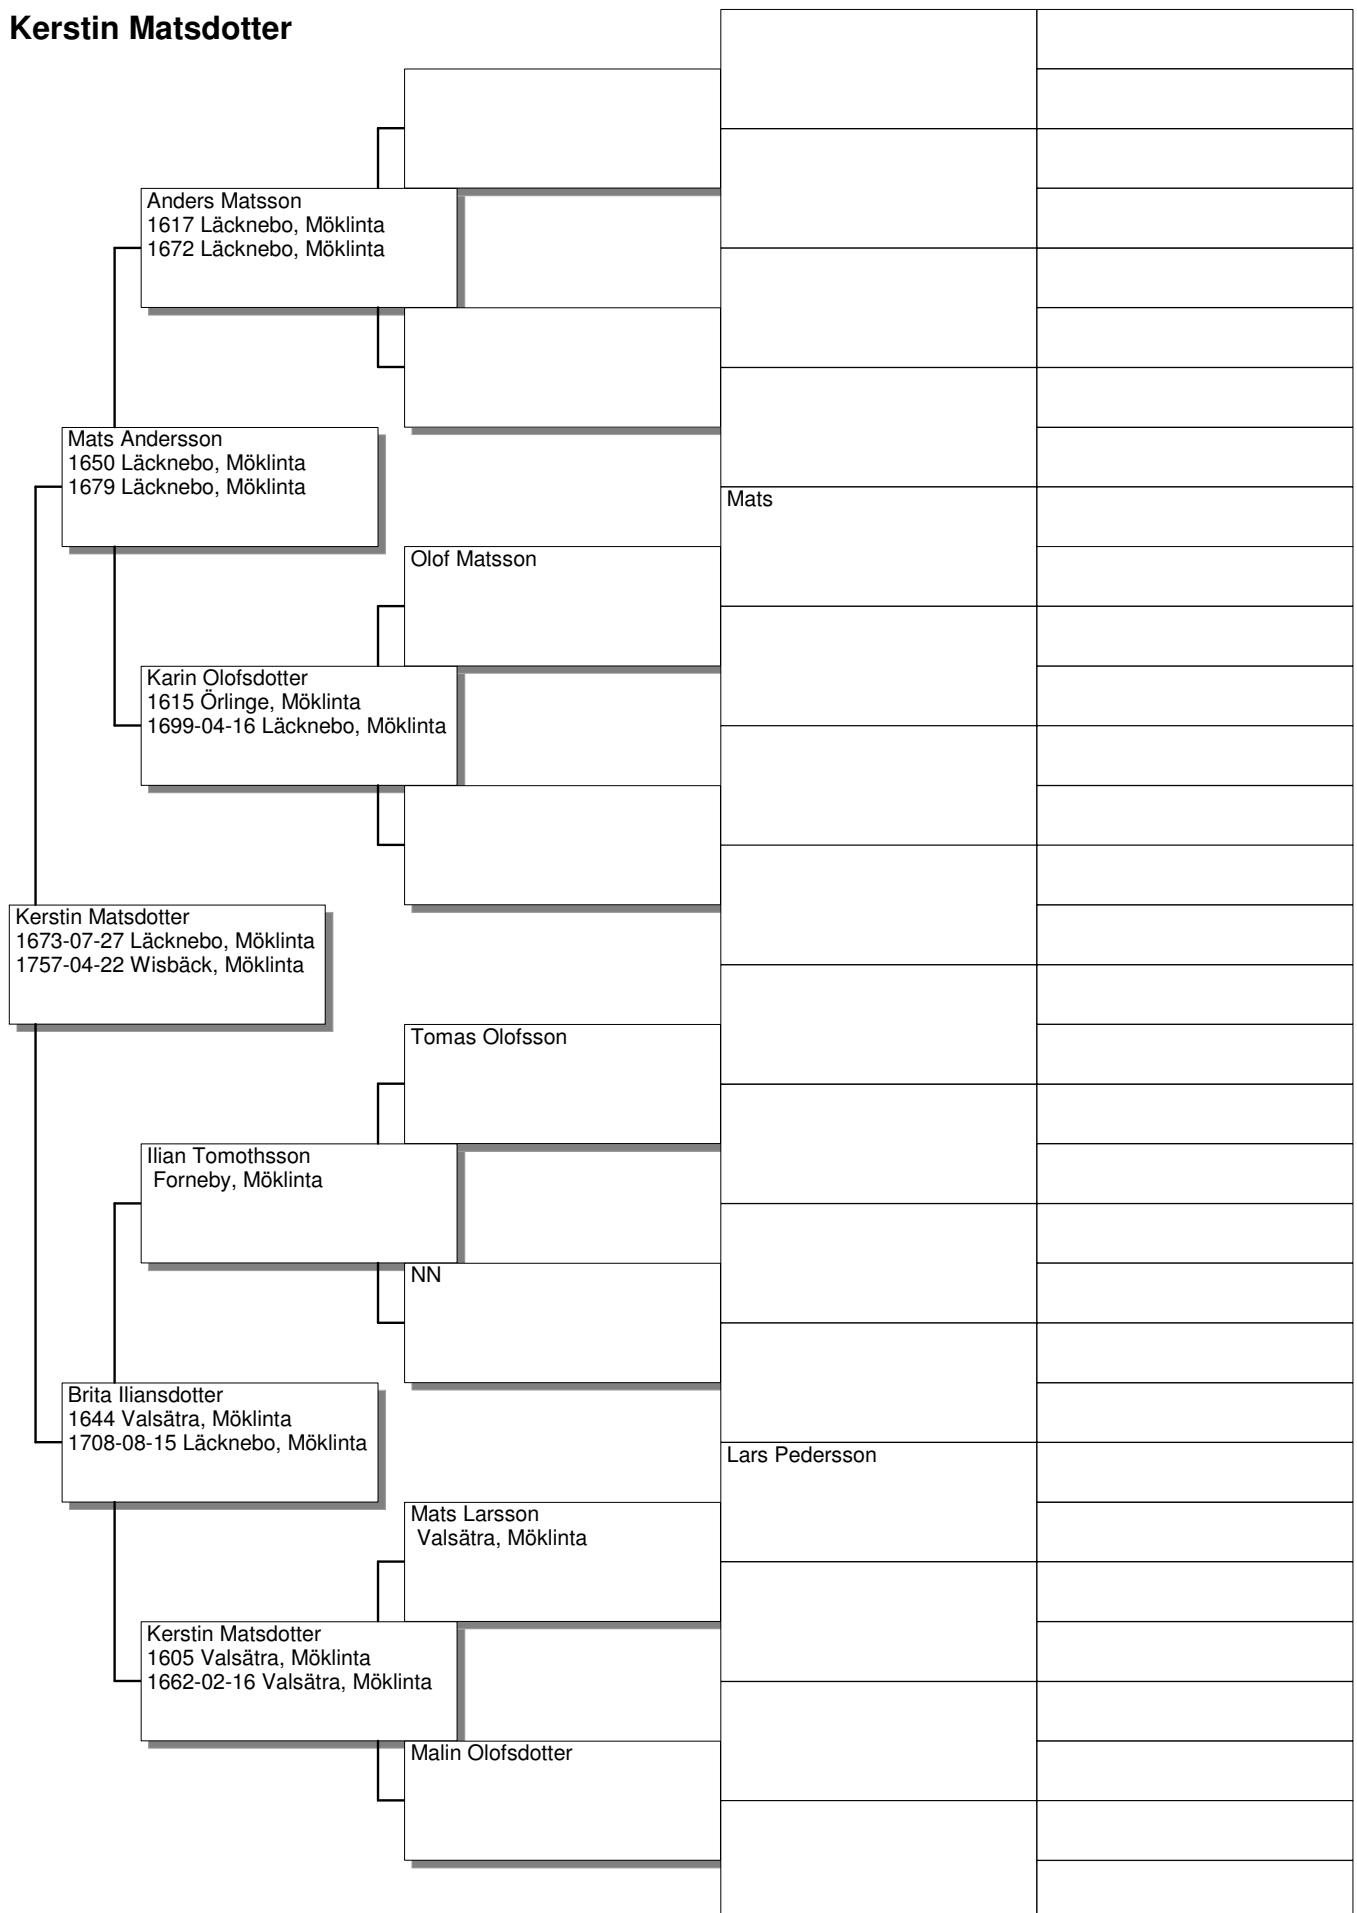 Kerstin Matsdotter
Anders Matsson
1617 Läcknebo, Möklinta
1672 Läcknebo, Möklinta
Mats Andersson
1650 Läcknebo, Möklinta
1679 Läcknebo, Möklinta
Mats
Olof Matsson
Karin Olofsdotter
1615 Örlinge, Möklinta
1699-04-16 Läcknebo, Möklinta
Kerstin Matsdotter
1673-07-27 Läcknebo, Möklinta
1757-04-22 Wisbäck, Möklinta
Tomas Olofsson
Ilian Tomothsson
Forneby, Möklinta
NN
Brita Iliansdotter
1644 Valsätra, Möklinta
1708-08-15 Läcknebo, Möklinta
Lars Pedersson
Mats Larsson
Valsätra, Möklinta
Kerstin Matsdotter
1605 Valsätra, Möklinta
1662-02-16 Valsätra, Möklinta
Malin Olofsdotter